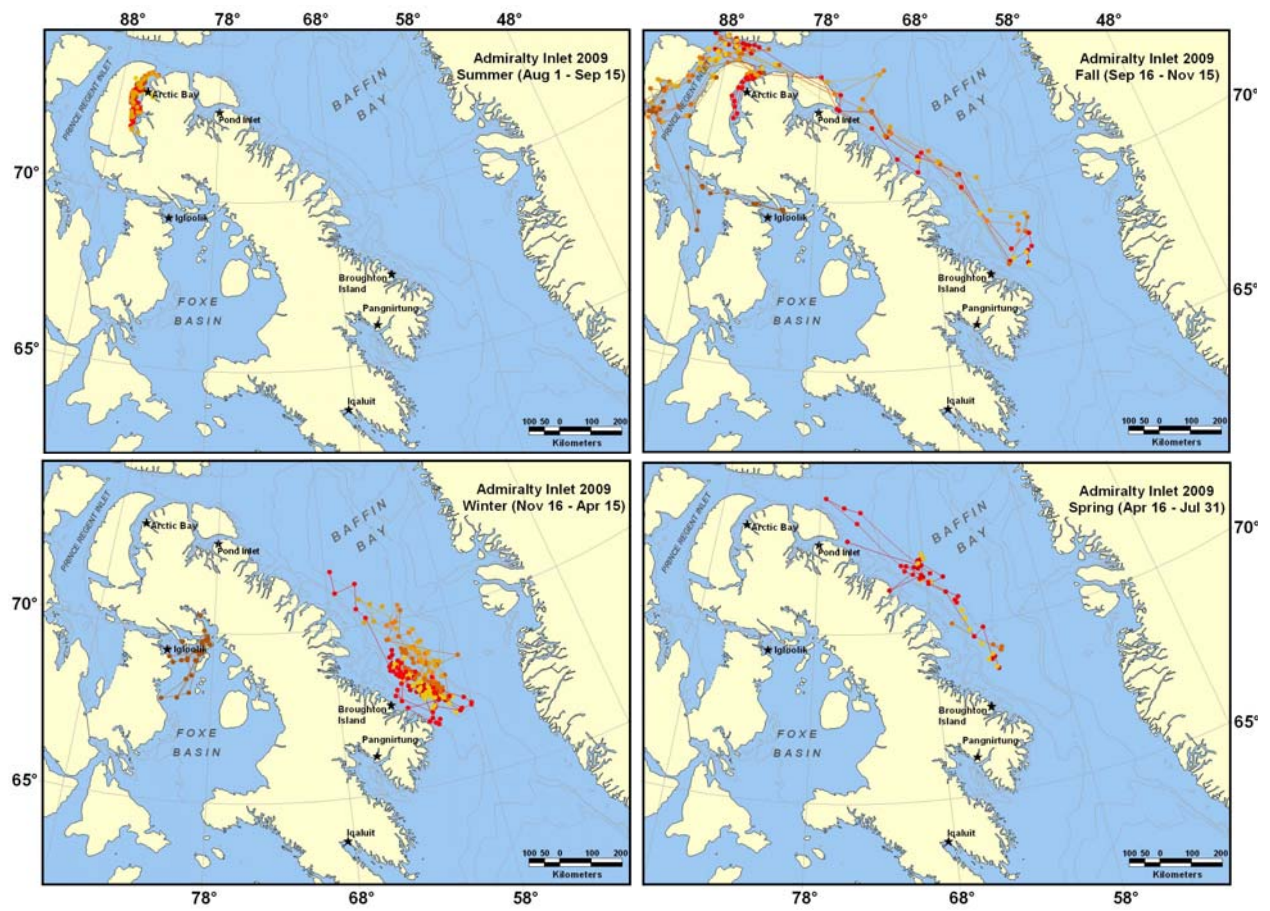 88° 78° 68° 58° 48°
88° 78° 68° 58° 48°
Admiralty Inlet 2009
Summer (Aug 1 - Sep 15)
PRINCE REGENT INLET
Arctic Bay
Pond Inlet
BAFFIN
BAY
70°
Iglpolik
Broughton
Island
FOXE
BASIN
Pangnirtung
65°
Iqaluit
100 50 0 100 200
Kilometers
Admiralty Inlet 2009
Fall (Sep 16 - Nov 15)
PRINCE REGENT INLET
Arctic Bay
Pond Inlet
BAFFIN
BAY
70°
Iglpolik
Broughton
Island
FOXE
BASIN
Pangnirtung
65°
Iqaluit
100 50 0 100 200
Kilometers
Admiralty Inlet 2009
Winter (Nov 16 - Apr 15)
PRINCE REGENT INLET
Arctic Bay
Pond Inlet
BAFFIN
BAY
70°
Iglpolik
Broughton
Island
FOXE
BASIN
Pangnirtung
65°
Iqaluit
100 50 0 100 200
Kilometers
Admiralty Inlet 2009
Spring (Apr 16 - Jul 31)
PRINCE REGENT INLET
Arctic Bay
Pond Inlet
BAFFIN
BAY
70°
Iglpolik
Broughton
Island
FOXE
BASIN
Pangnirtung
65°
Iqaluit
100 50 0 100 200
Kilometers
78° 68° 58°
78° 68° 58°